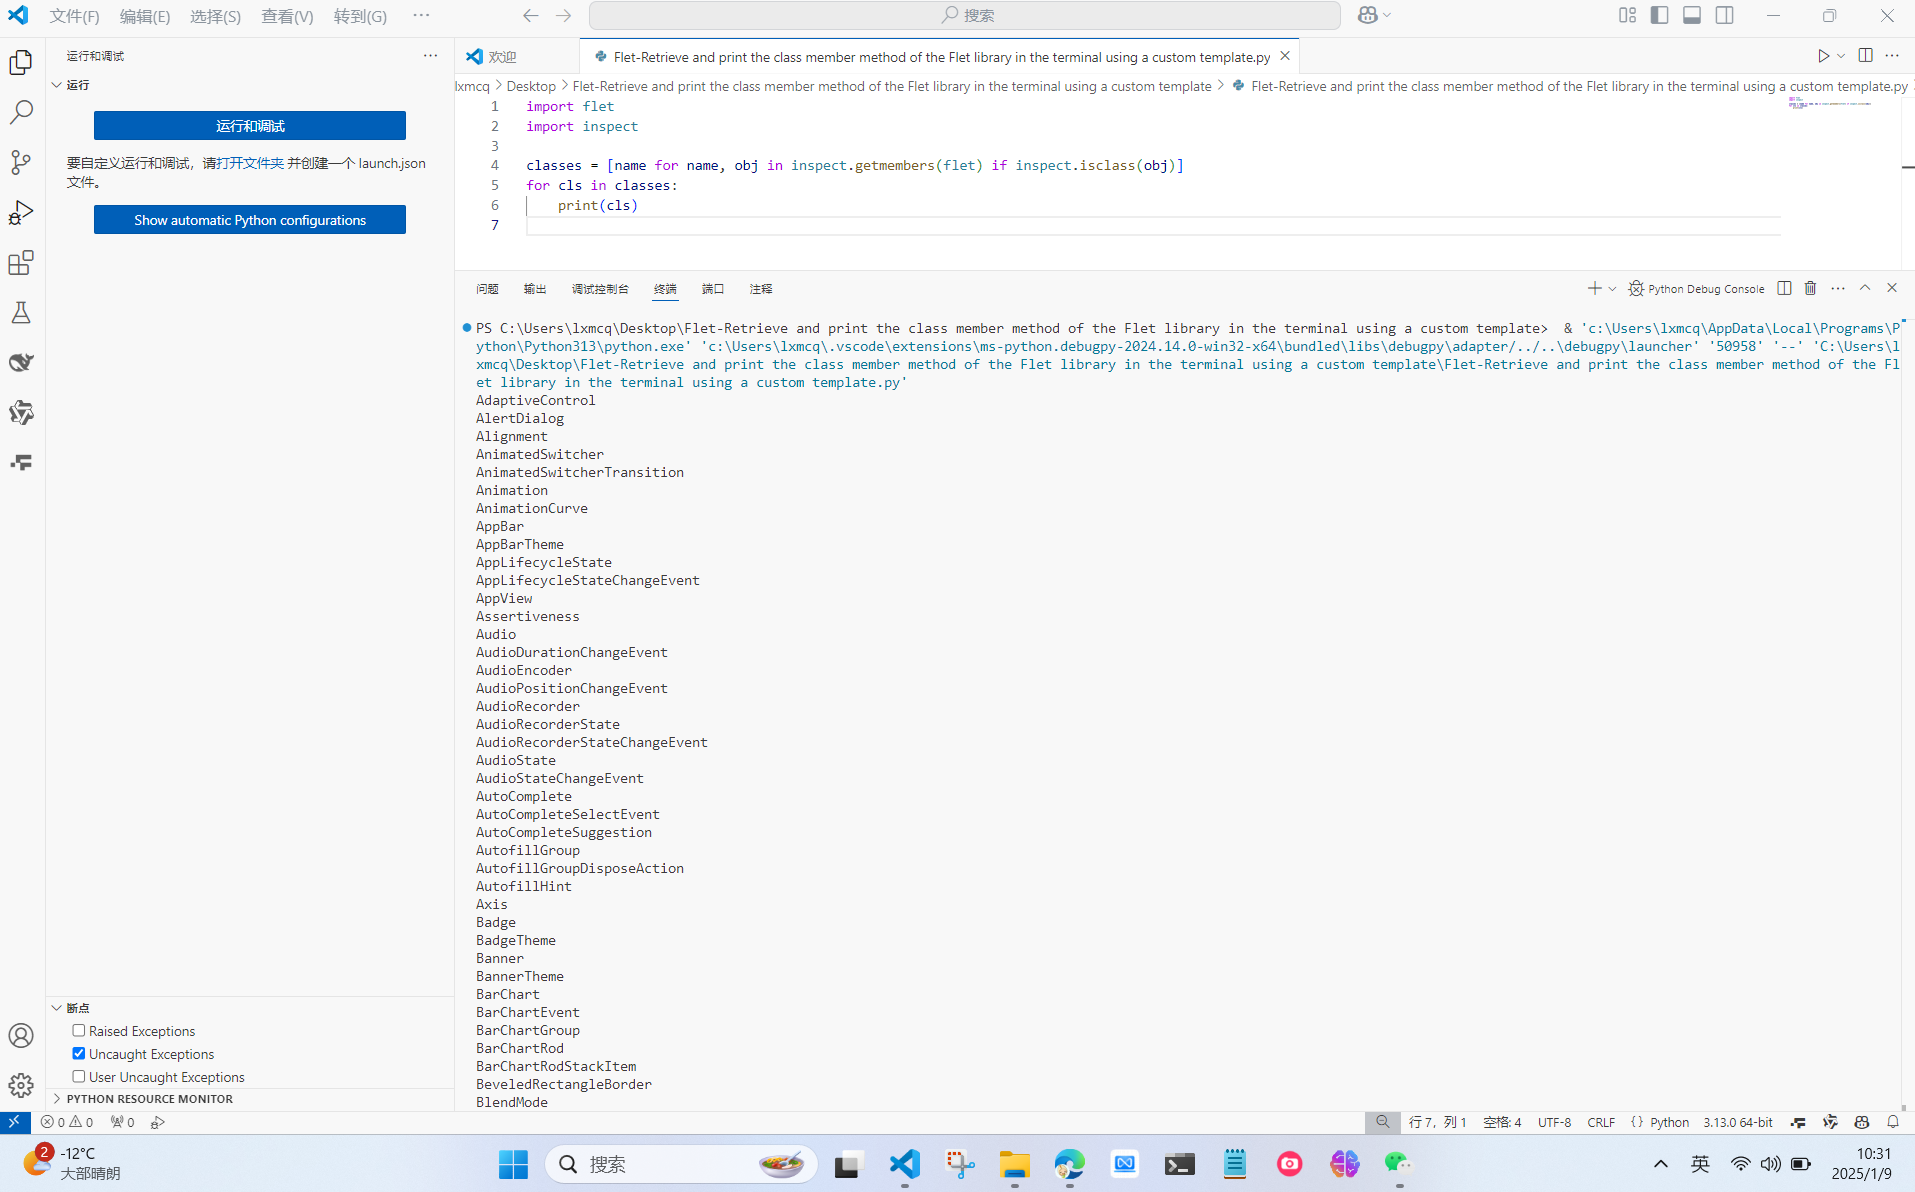 文件(F) 编辑(E) 选择(S) 查看(V) 转到(G) ··· 搜索
运行和调试 ···
运行
运行和调试
要自定义运行和调试，请打开文件夹 并创建一个 launch.json
文件。
Show automatic Python configurations
断点
Raised Exceptions
Uncaught Exceptions
User Uncaught Exceptions
PYTHON RESOURCE MONITOR
欢迎 Flet-Retrieve and print the class member method of the Flet library in the terminal using a custom template.py
lxmcq > Desktop > Flet-Retrieve and print the class member method of the Flet library in the terminal using a custom template > Flet-Retrieve and print the class member method of the Flet library in the terminal using a custom template.py
1 import flet
2 import inspect
3
4 classes = [name for name, obj in inspect.getmembers(flet) if inspect.isclass(obj)]
5 for cls in classes:
6 print(cls)
7
问题 输出 调试控制台 终端 端口 注释 Python Debug Console ···
PS C:\Users\lxmcq\Desktop\Flet-Retrieve and print the class member method of the Flet library in the terminal using a custom template> & 'c:\Users\lxmcq\AppData\Local\Programs\P
ython\Python313\python.exe' 'c:\Users\lxmcq\.vscode\extensions\ms-python.debugpy-2024.14.0-win32-x64\bundled\libs\debugpy\adapter/../..\debugpy\launcher' '50958' '--' 'C:\Users\l
xmcq\Desktop\Flet-Retrieve and print the class member method of the Flet library in the terminal using a custom template\Flet-Retrieve and print the class member method of the Fl
et library in the terminal using a custom template.py'
AdaptiveControl
AlertDialog
Alignment
AnimatedSwitcher
AnimatedSwitcherTransition
Animation
AnimationCurve
AppBar
AppBarTheme
AppLifecycleState
AppLifecycleStateChangeEvent
AppView
Assertiveness
Audio
AudioDurationChangeEvent
AudioEncoder
AudioPositionChangeEvent
AudioRecorder
AudioRecorderState
AudioRecorderStateChangeEvent
AudioState
AudioStateChangeEvent
AutoComplete
AutoCompleteSelectEvent
AutoCompleteSuggestion
AutofillGroup
AutofillGroupDisposeAction
AutofillHint
Axis
Badge
BadgeTheme
Banner
BannerTheme
BarChart
BarChartEvent
BarChartGroup
BarChartRod
BarChartRodStackItem
BeveledRectangleBorder
BlendMode
0 0 0 行 7，列 1 空格: 4 UTF-8 CRLF {} Python 3.13.0 64-bit
2 -12°C
大部晴朗
搜索
英
10:31
2025/1/9